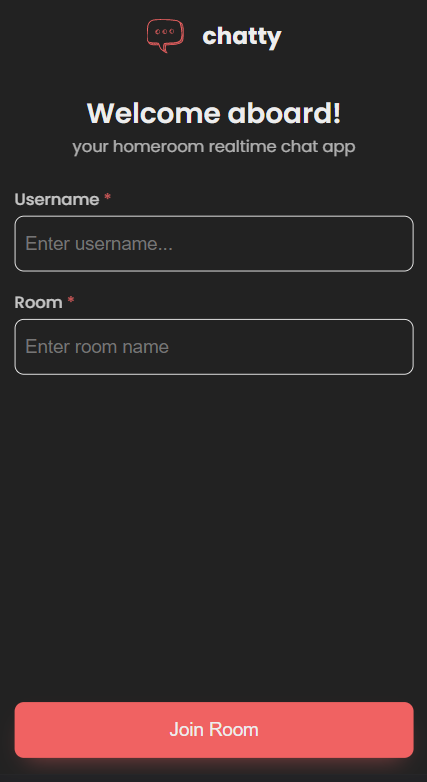 chatty
Welcome aboard!
your homeroom realtime chat app
Username *
Enter username...
Room *
Enter room name
Join Room